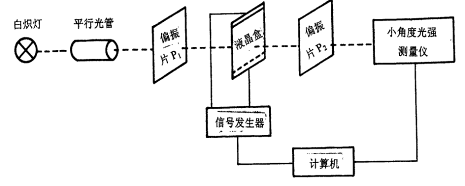 白炽灯
平行光管
偏振
片P₁
液晶盒
偏振
片P₂
小角度光强
测量仪
信号发生器
计算机